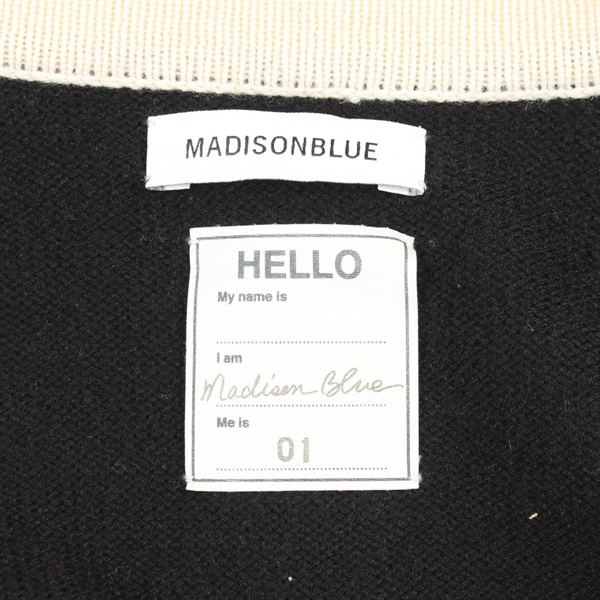 MADISONBLUE
HELLO
My name is
I am
Madison Blue
Me is
01